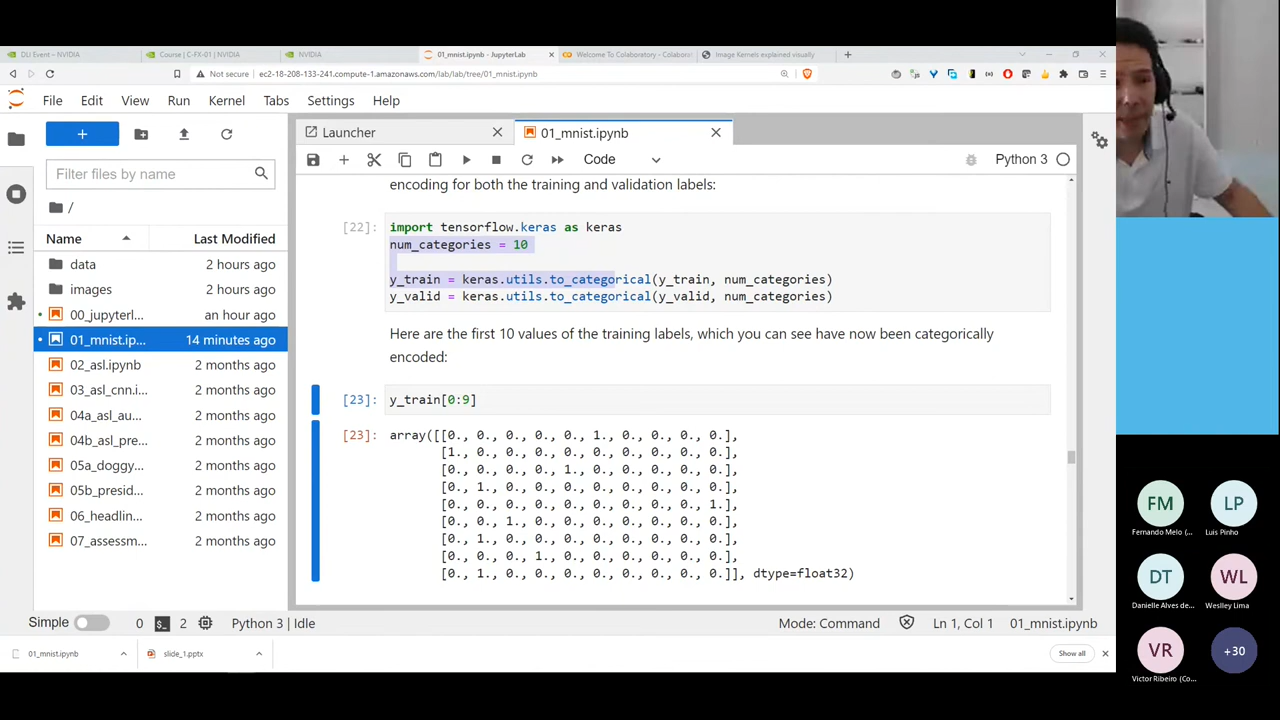 DLI Event – NVIDIA
Course | C-FX-01 | NVIDIA
NVIDIA
01_mnist.ipynb - JupyterLab
Welcome To Colaboratory - Colaborat
Image Kernels explained visually
Not secure
ec2-18-208-133-241.compute-1.amazonaws.com/lab/lab/tree/01_mnist.ipynb
File Edit View Run Kernel Tabs Settings Help
Launcher
01_mnist.ipynb
Code
Python 3
Filter files by name
/
Name Last Modified
data 2 hours ago
images 2 hours ago
00_jupyterl... an hour ago
01_mnist.ip... 14 minutes ago
02_asl.ipynb 2 months ago
03_asl_cnn.i... 2 months ago
04a_asl_au... 2 months ago
04b_asl_pre... 2 months ago
05a_doggy... 2 months ago
05b_presid... 2 months ago
06_headlin... 2 months ago
07_assessm... 2 months ago
encoding for both the training and validation labels:
[22]:
import tensorflow.keras as keras
num_categories = 10
y_train = keras.utils.to_categorical(y_train, num_categories)
y_valid = keras.utils.to_categorical(y_valid, num_categories)
Here are the first 10 values of the training labels, which you can see have now been categorically
encoded:
[23]: y_train[0:9]
[23]: array([[0., 0., 0., 0., 0., 1., 0., 0., 0., 0.],
[1., 0., 0., 0., 0., 0., 0., 0., 0., 0.],
[0., 0., 0., 0., 1., 0., 0., 0., 0., 0.],
[0., 1., 0., 0., 0., 0., 0., 0., 0., 0.],
[0., 0., 0., 0., 0., 0., 0., 0., 0., 1.],
[0., 0., 1., 0., 0., 0., 0., 0., 0., 0.],
[0., 1., 0., 0., 0., 0., 0., 0., 0., 0.],
[0., 0., 0., 1., 0., 0., 0., 0., 0., 0.],
[0., 1., 0., 0., 0., 0., 0., 0., 0., 0.]], dtype=float32)
Simple 0 2 Python 3 | Idle Mode: Command Ln 1, Col 1 01_mnist.ipynb
01_mnist.ipynb
slide_1.pptx
Show all
FM LP
Fernando Melo (... Luis Pinho
DT WL
Danielle Alves de... Weslley Lima
VR +30
Victor Ribeiro (Co...